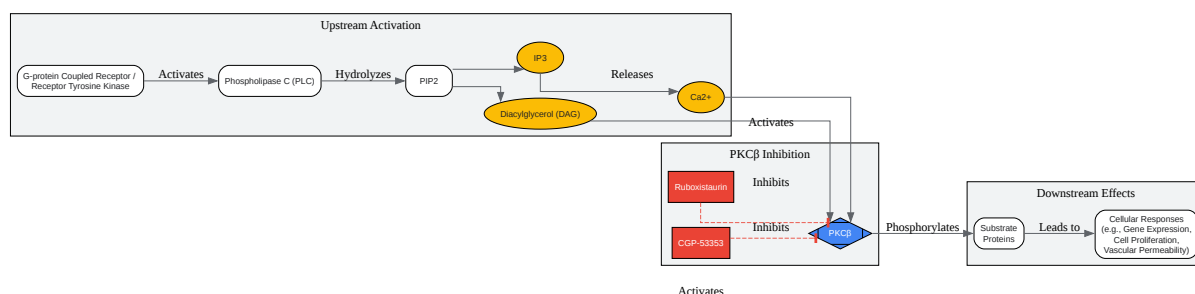 Upstream Activation
G-protein Coupled Receptor /
Receptor Tyrosine Kinase
Activates
Phospholipase C (PLC)
Hydrolyzes
PIP2
IP3
Releases
Ca2+
Diacylglycerol (DAG)
Activates
PKCβ Inhibition
Ruboxistaurin
Inhibits
CGP-53353
Inhibits
PKCβ
Phosphorylates
Downstream Effects
Substrate
Proteins
Leads to
Cellular Responses
(e.g., Gene Expression,
Cell Proliferation,
Vascular Permeability)
Activates